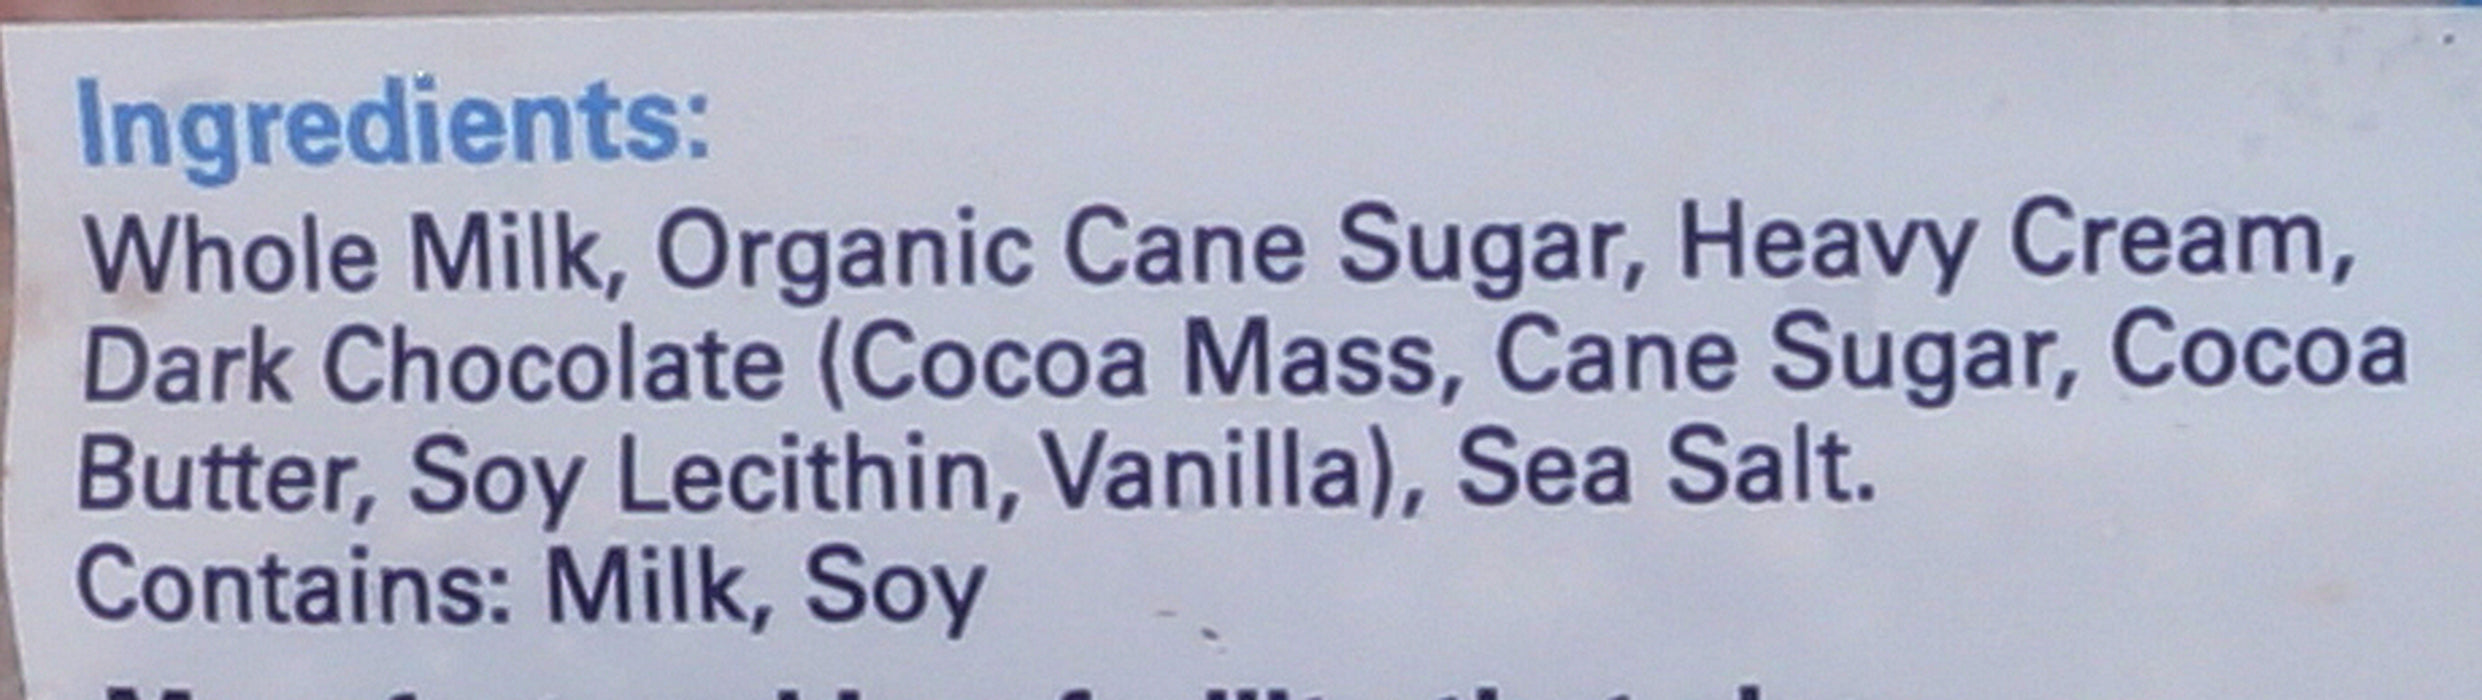 Ingredients:
Whole Milk, Organic Cane Sugar, Heavy Cream,
Dark Chocolate (Cocoa Mass, Cane Sugar, Cocoa
Butter, Soy Lecithin, Vanilla), Sea Salt.
Contains: Milk, Soy